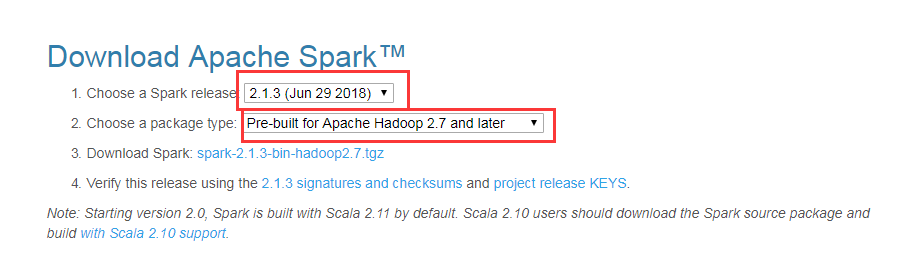 Download Apache Spark™
1. Choose a Spark release: 2.1.3 (Jun 29 2018)
2. Choose a package type: Pre-built for Apache Hadoop 2.7 and later
3. Download Spark: spark-2.1.3-bin-hadoop2.7.tgz
4. Verify this release using the 2.1.3 signatures and checksums and project release KEYS.
Note: Starting version 2.0, Spark is built with Scala 2.11 by default. Scala 2.10 users should download the Spark source package and
build with Scala 2.10 support.